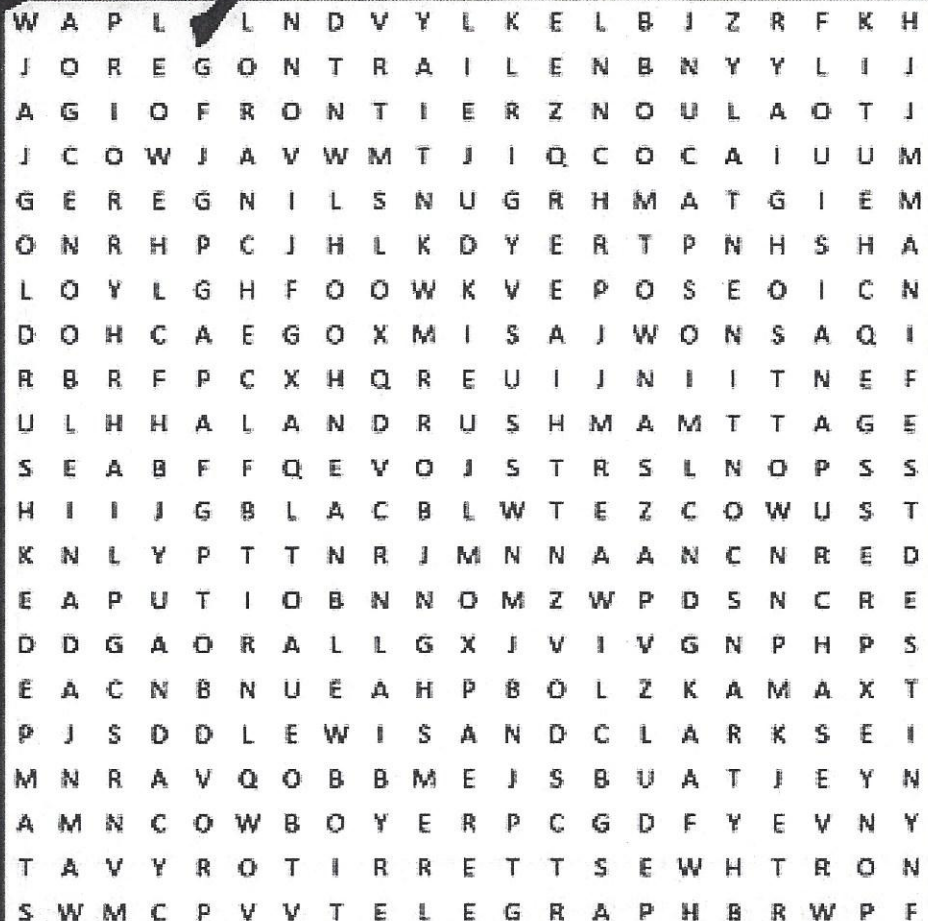 W A P L L N D V Y L K E L B J Z R F K H
J O R E G O N T R A I L E N B N Y Y L I J
A G I O F R O N T I E R Z N O U L A O T J
J C O W J A V W M T J I Q C O C A I U U M
G E R E G N I L S N U G R H M A T G I E M
O N R H P C J H L K D Y E R T P N H S H A
L O Y L G H F O O W K V E P O S E O I C N
D O H C A E G O X M I S A J W O N S A Q I
R B R F P C X H Q R E U I J N I I T N E F
U L H H A L A N D R U S H M A M T T A G E
S E A B F F Q E V O J S T R S L N O P S S
H I I J G B L A C B L W T E Z C O W U S T
K N L Y P T T N R J M N N A A N C N R E D
E A P U T I O B N N O M Z W P D S N C R E
D D G A O R A L L G X J V I V G N P H P S
E A C N B N U E A H P B O L Z K A M A X T
P J S D D L E W I S A N D C L A R K S E I
M N R A V Q O B B M E J S B U A T J E Y N
A M N C O W B O Y E R P C G D F Y E V N Y
T A V Y R O T I R R E T T S E W H T R O N
S W M C P V V T E L E G R A P H B R W P F